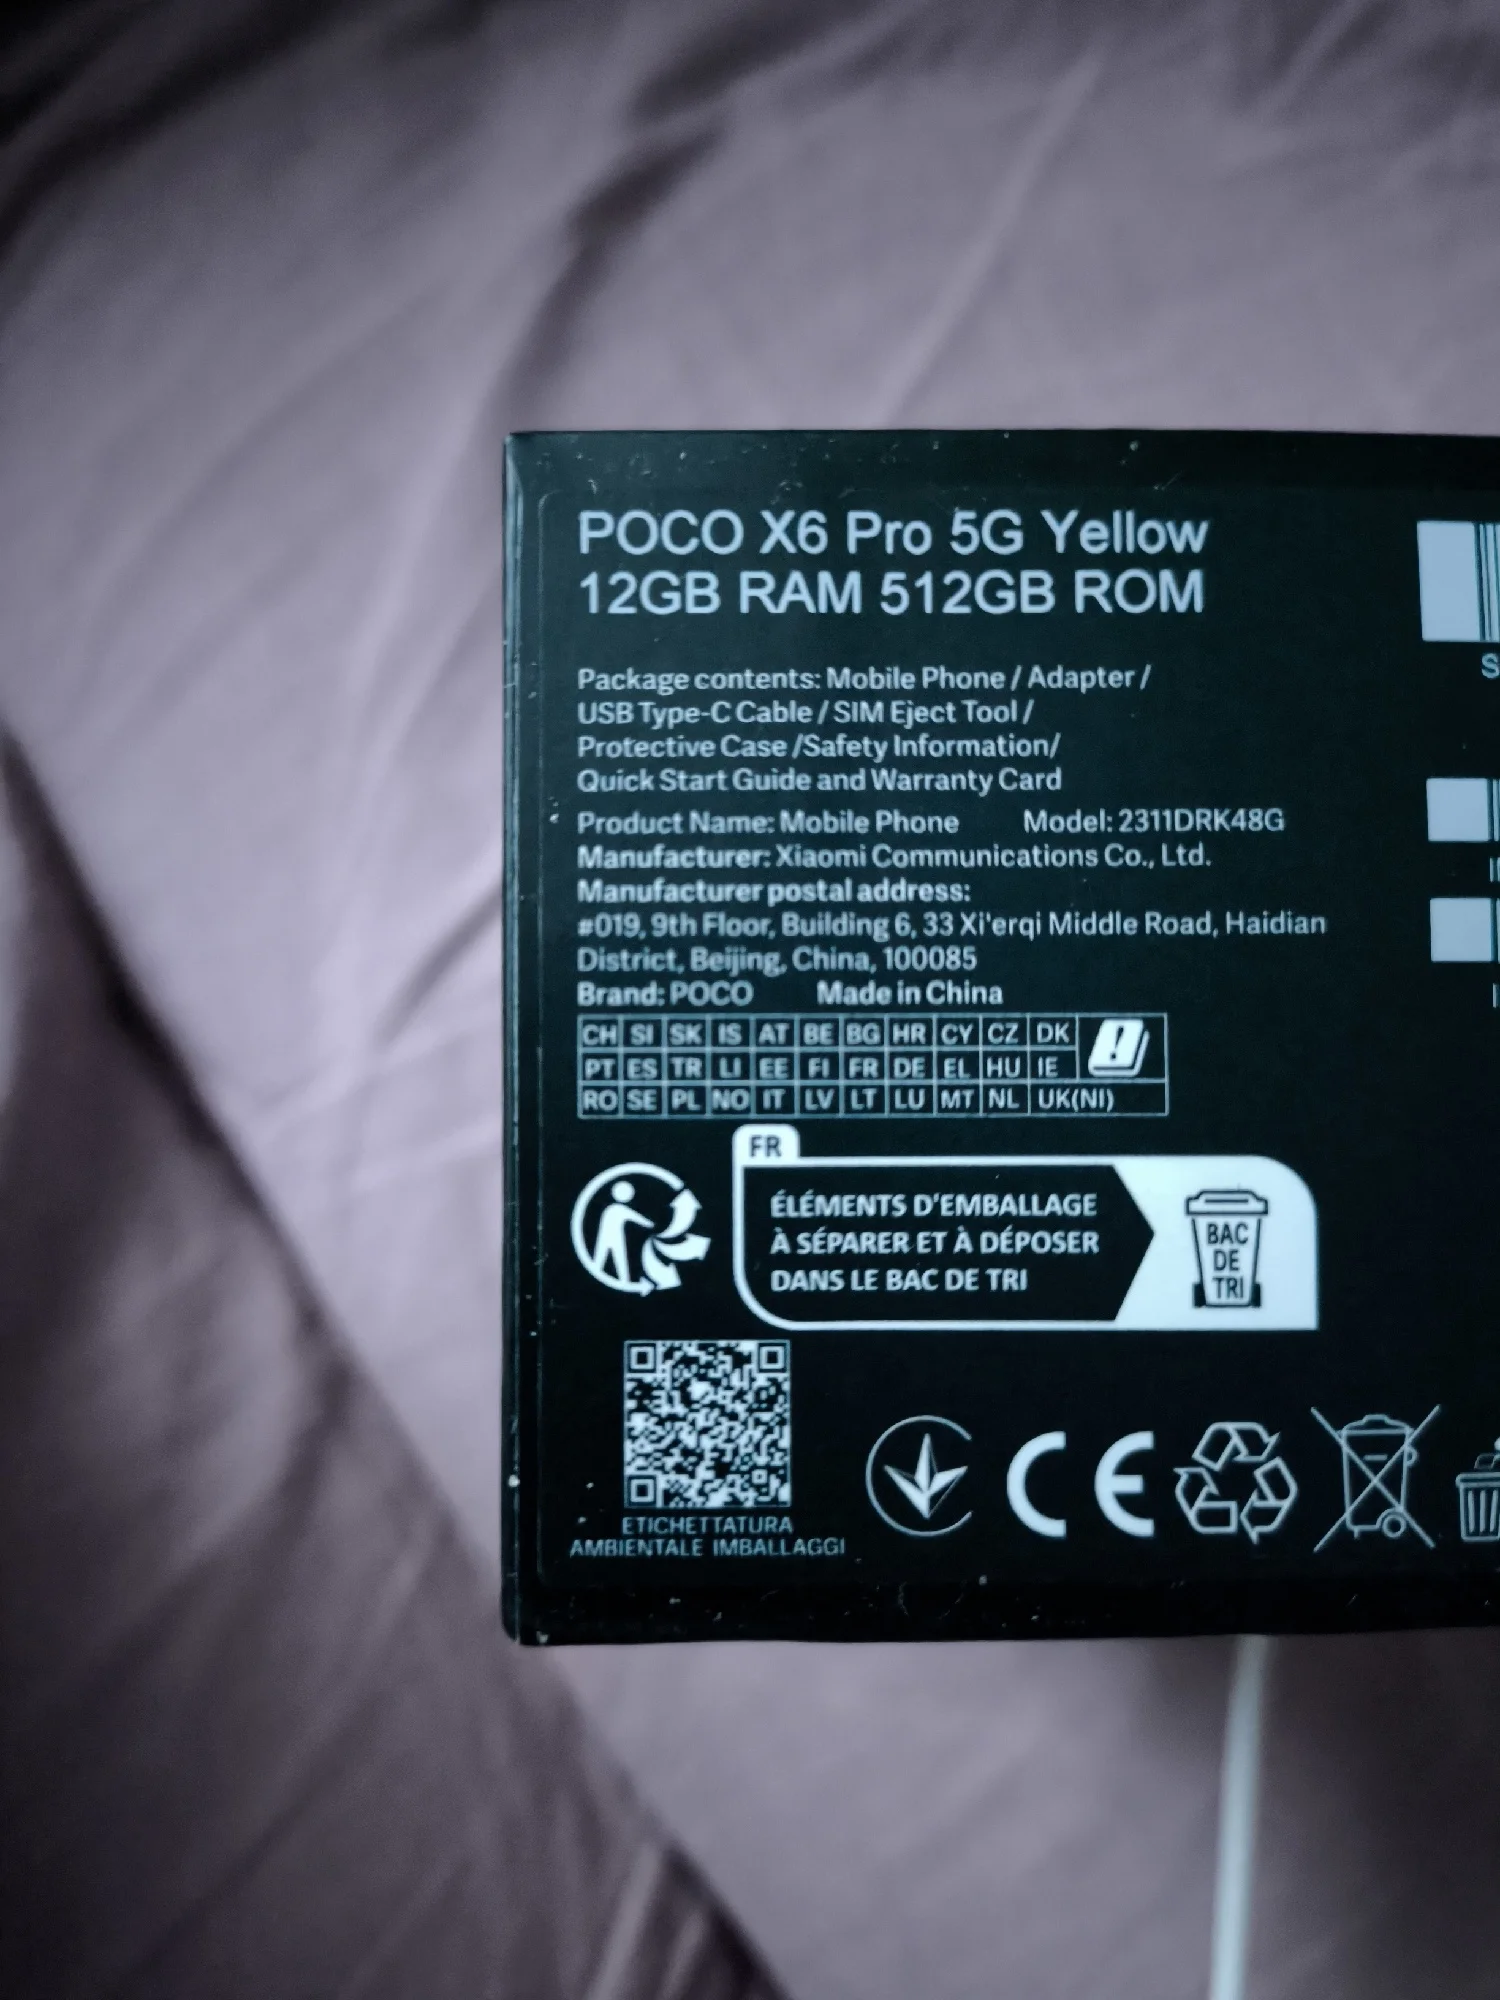 POCO X6 Pro 5G Yellow
12GB RAM 512GB ROM
Package contents: Mobile Phone / Adapter /
USB Type-C Cable / SIM Eject Tool /
Protective Case /Safety Information/
Quick Start Guide and Warranty Card
Product Name: Mobile Phone Model: 2311DRK48G
Manufacturer: Xiaomi Communications Co., Ltd.
Manufacturer postal address:
#019, 9th Floor, Building 6, 33 Xi'erqi Middle Road, Haidian
District, Beijing, China, 100085
Brand: POCO Made in China
CH SI SK IS AT BE BG HR CY CZ DK
PT ES TR LI EE FI FR DE EL HU IE
RO SE PL NO IT LV LT LU MT NL UK(NI)
FR
ÉLÉMENTS D'EMBALLAGE
À SÉPARER ET À DÉPOSER
DANS LE BAC DE TRI
BAC
DE
TRI
ETICHETTATURA
AMBIENTALE IMBALLAGGI
CE